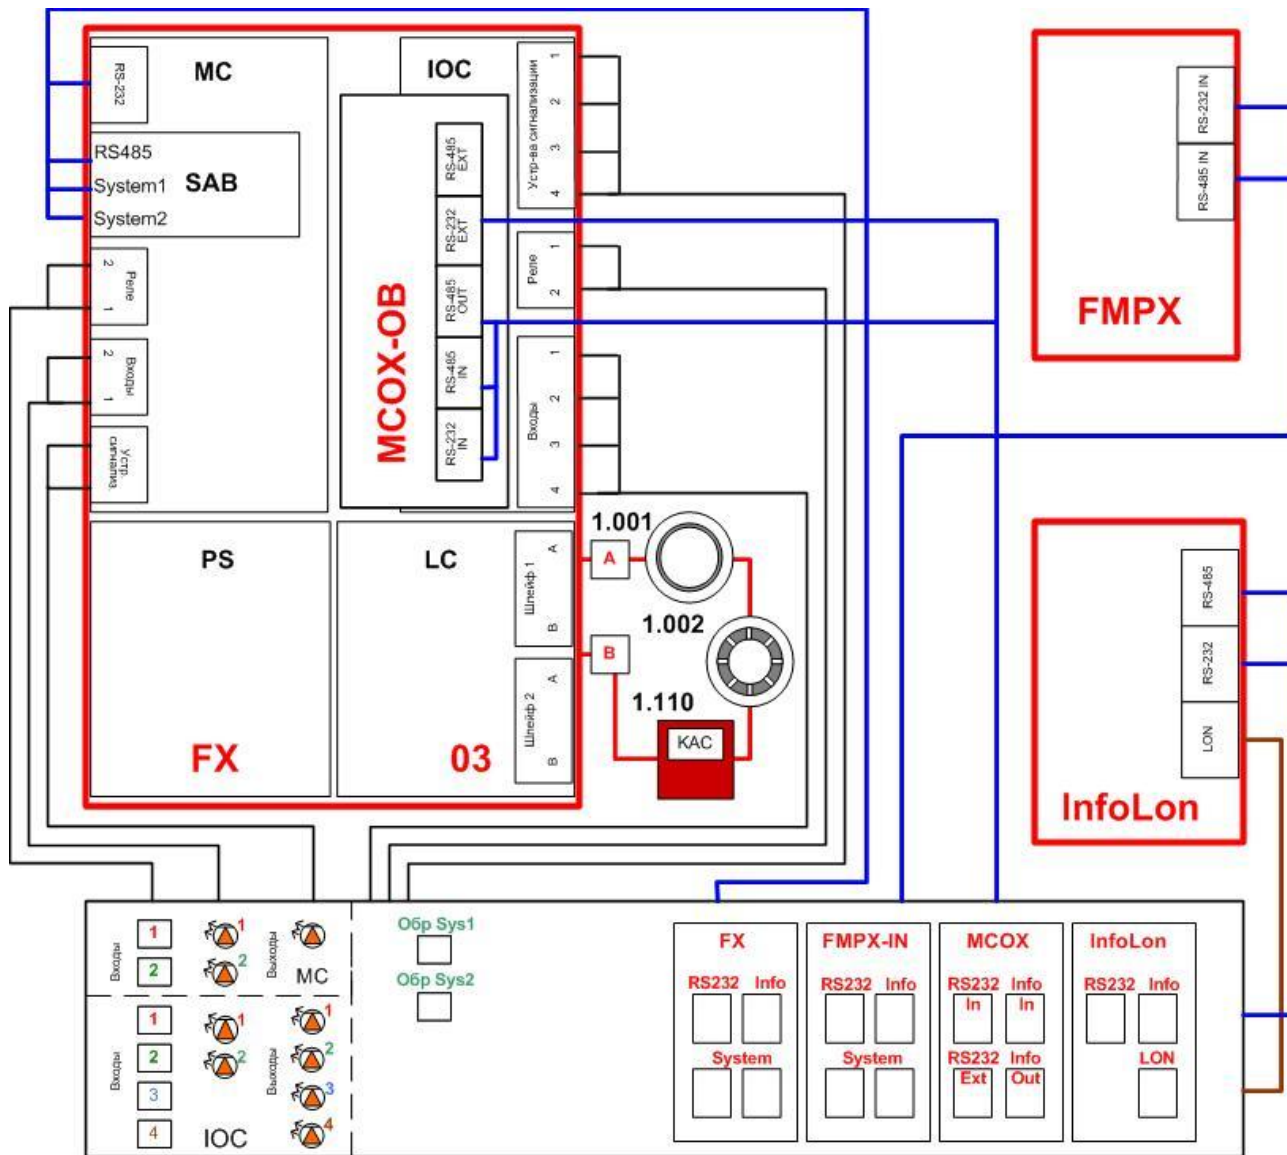 MC
IOC
RS-232
RS485
System1
SAB
System2
2
Реле
1
2
Входы
1
Устр.
сигнализ.
MCOX-OB
RS-485
EXT
RS-232
EXT
RS-485
OUT
RS-485
IN
RS-232
IN
Устр-ва сигнализации
1
2
3
4
Реле
1
2
Входы
1
2
3
4
PS
FX
LC
03
Шлейф 1
A
B
Шлейф 2
A
B
1.001
A
1.002
B
1.110
КАС
RS-232 IN
RS-485 IN
FMPX
RS-485
RS-232
LON
InfoLon
Входы
1
2
1
2
Выходы
MC
Входы
1
2
3
4
1
2
Выходы
1
2
3
4
IOC
Обр Sys1
Обр Sys2
FX
RS232 Info
System
FMPX-IN
RS232 Info
System
MCOX
RS232 Info
In In
RS232 Info
Ext Out
InfoLon
RS232 Info
LON